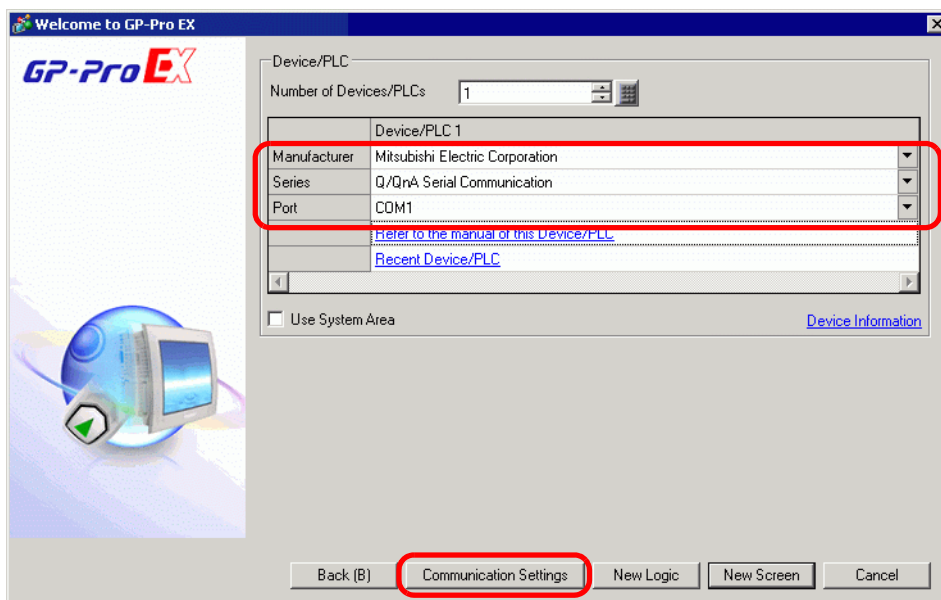 Welcome to GP-Pro EX
GP-Pro EX
Device/PLC
Number of Devices/PLCs 1
Device/PLC 1
Manufacturer Mitsubishi Electric Corporation
Series Q/QnA Serial Communication
Port COM1
Refer to the manual of this Device/PLC
Recent Device/PLC
Use System Area Device Information
Back (B) Communication Settings New Logic New Screen Cancel